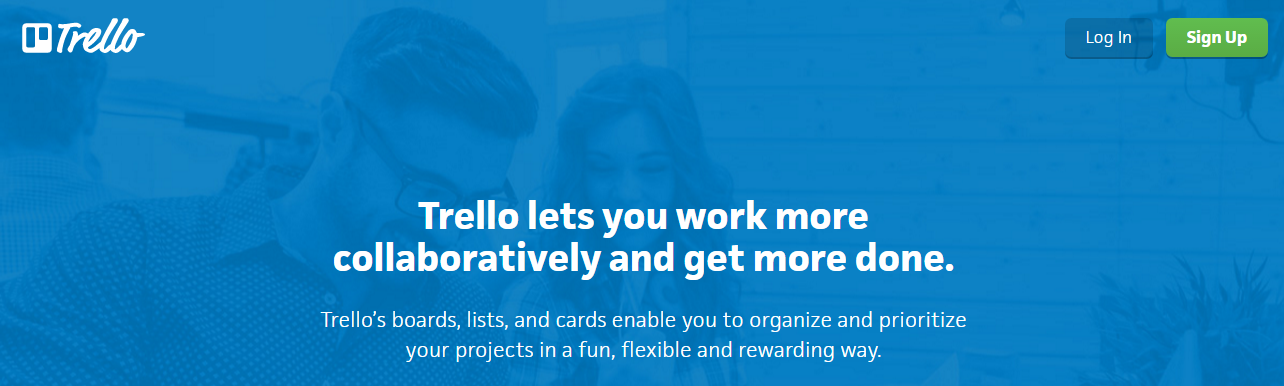 Trello
Log In
Sign Up
Trello lets you work more
collaboratively and get more done.
Trello’s boards, lists, and cards enable you to organize and prioritize
your projects in a fun, flexible and rewarding way.